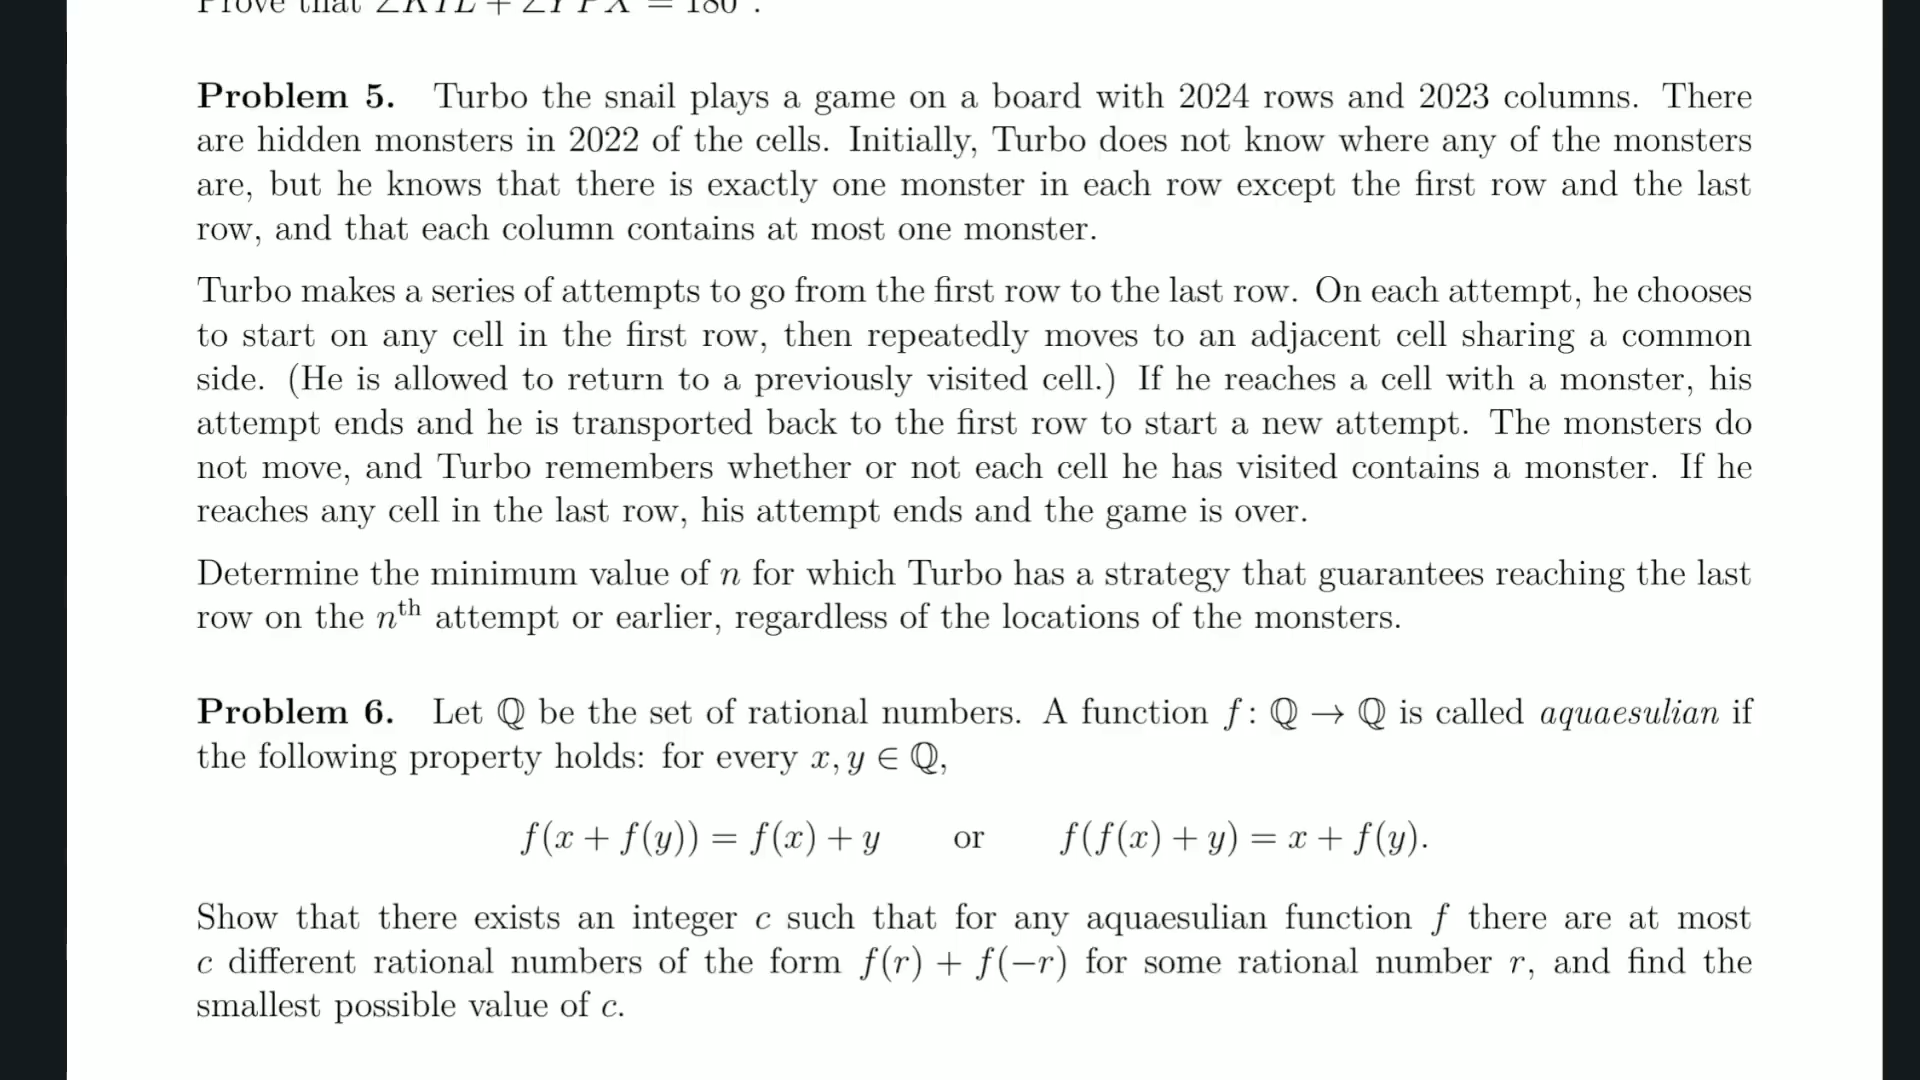 Prove that ∠KIL + ∠YPX = 180°.
Problem 5. Turbo the snail plays a game on a board with 2024 rows and 2023 columns. There
are hidden monsters in 2022 of the cells. Initially, Turbo does not know where any of the monsters
are, but he knows that there is exactly one monster in each row except the first row and the last
row, and that each column contains at most one monster.
Turbo makes a series of attempts to go from the first row to the last row. On each attempt, he chooses
to start on any cell in the first row, then repeatedly moves to an adjacent cell sharing a common
side. (He is allowed to return to a previously visited cell.) If he reaches a cell with a monster, his
attempt ends and he is transported back to the first row to start a new attempt. The monsters do
not move, and Turbo remembers whether or not each cell he has visited contains a monster. If he
reaches any cell in the last row, his attempt ends and the game is over.
Determine the minimum value of n for which Turbo has a strategy that guarantees reaching the last
row on the nᵗʰ attempt or earlier, regardless of the locations of the monsters.
Problem 6. Let ℚ be the set of rational numbers. A function f: ℚ → ℚ is called aquaesulian if
the following property holds: for every x, y ∈ ℚ,
f(x + f(y)) = f(x) + y or f(f(x) + y) = x + f(y).
Show that there exists an integer c such that for any aquaesulian function f there are at most
c different rational numbers of the form f(r) + f(−r) for some rational number r, and find the
smallest possible value of c.